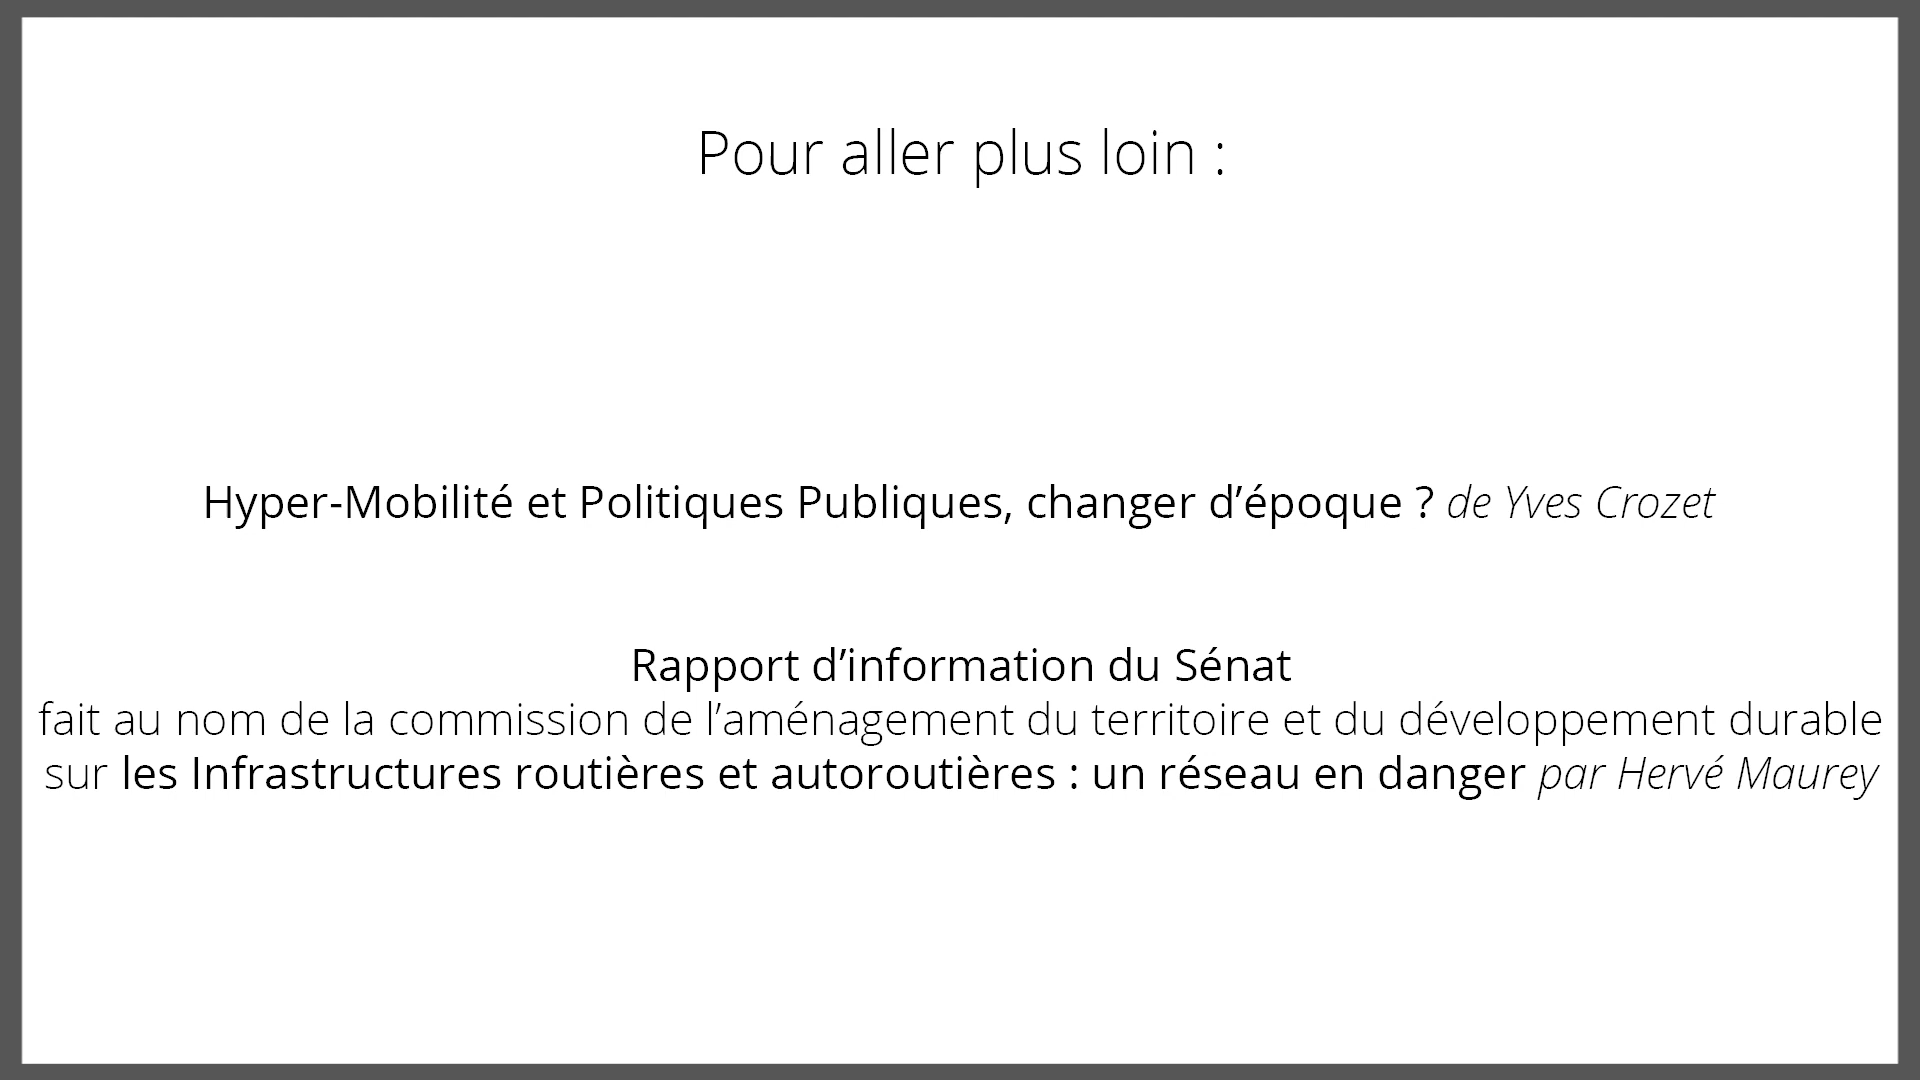 Pour aller plus loin :
Hyper-Mobilité et Politiques Publiques, changer d’époque ? de Yves Crozet
Rapport d’information du Sénat
fait au nom de la commission de l’aménagement du territoire et du développement durable
sur les Infrastructures routières et autoroutières : un réseau en danger par Hervé Maurey